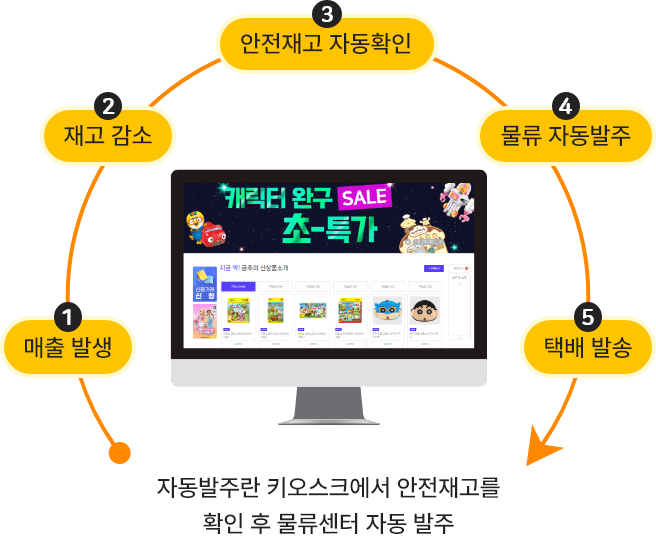 3
안전재고 자동확인
2
재고 감소
4
물류 자동발주
캐릭터 완구 SALE
초-특가
지금 딱! 금주의 신상품소개
신용거래
신청
1
매출 발생
5
택배 발송
자동발주란 키오스크에서 안전재고를
확인 후 물류센터 자동 발주